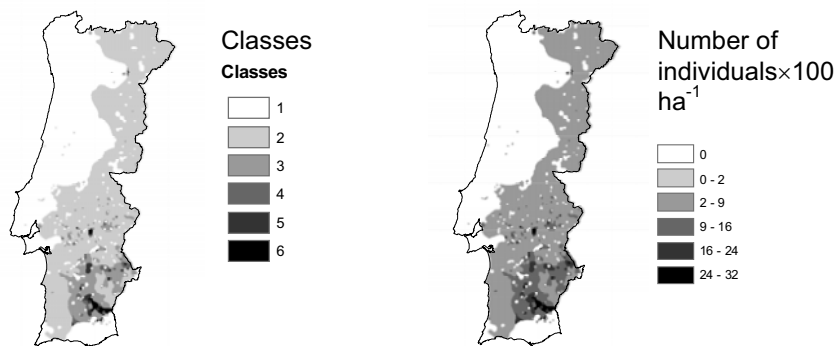 Classes
Classes
1
2
3
4
5
6
Number of
individuals×100
ha⁻¹
0
0 - 2
2 - 9
9 - 16
16 - 24
24 - 32